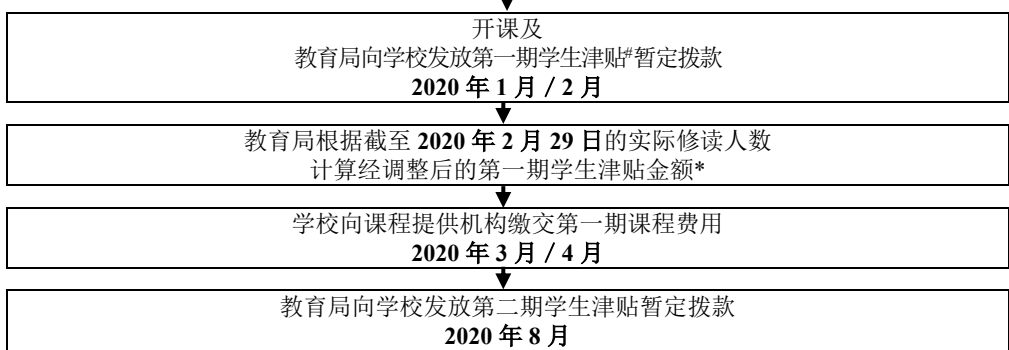 开课及
教育局向学校发放第一期学生津贴#暂定拨款
2020 年 1 月 / 2 月
教育局根据截至 2020 年 2 月 29 日的实际修读人数
计算经调整后的第一期学生津贴金额*
学校向课程提供机构缴交第一期课程费用
2020 年 3 月 / 4 月
教育局向学校发放第二期学生津贴暂定拨款
2020 年 8 月